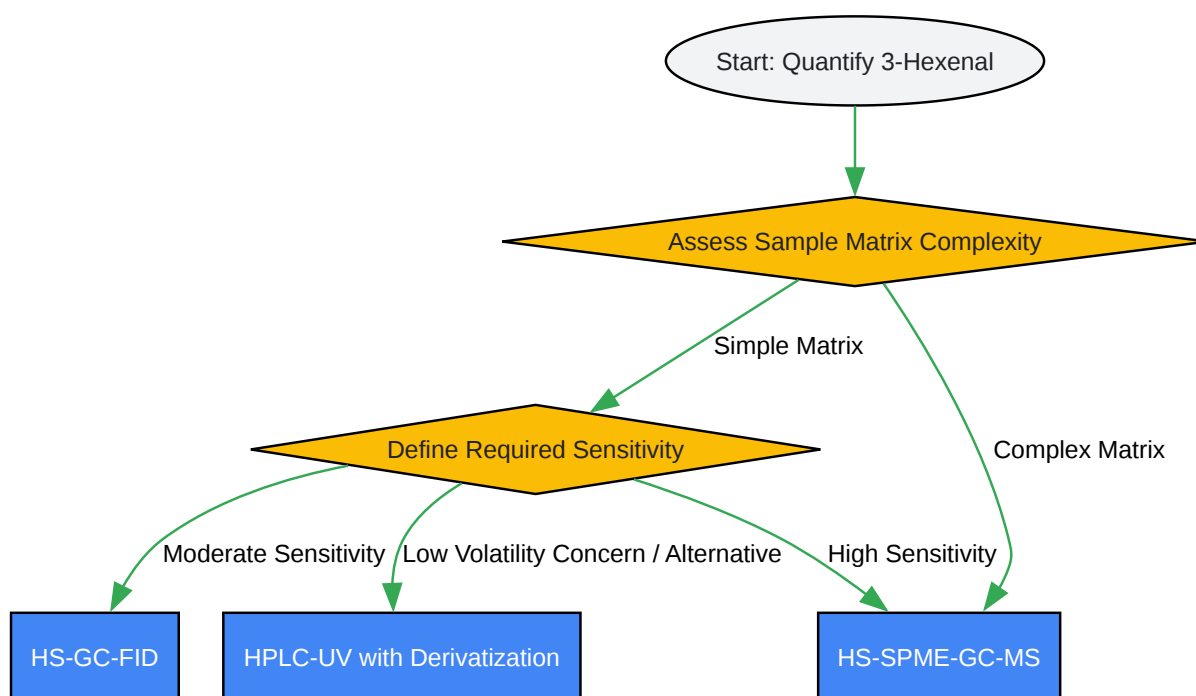 Start: Quantify 3-Hexenal
Assess Sample Matrix Complexity
Simple Matrix
Define Required Sensitivity
Complex Matrix
Moderate Sensitivity
Low Volatility Concern / Alternative
High Sensitivity
HS-GC-FID
HPLC-UV with Derivatization
HS-SPME-GC-MS